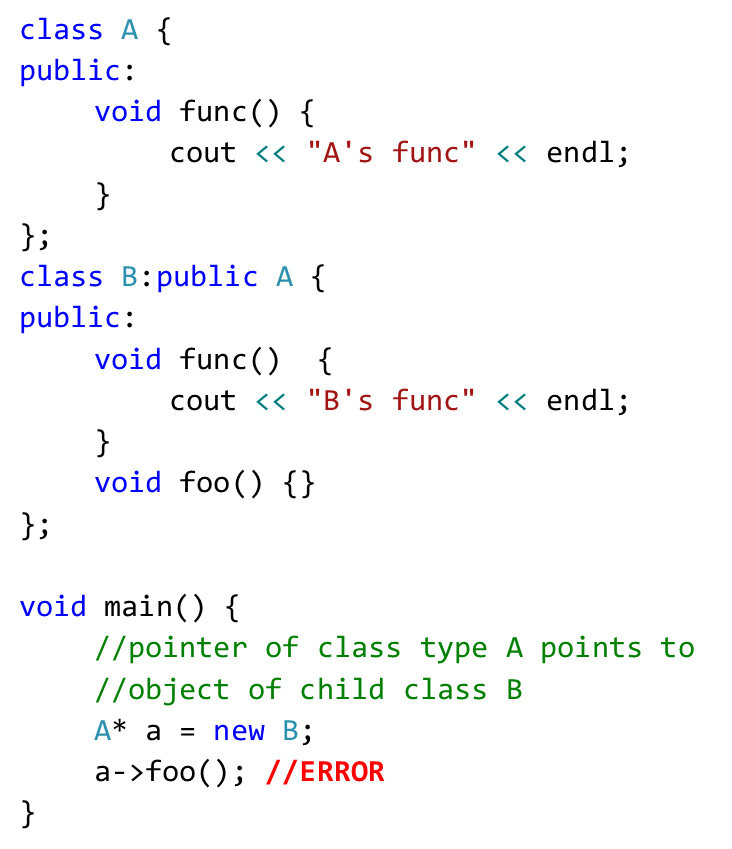 class A {
public:
    void func() {
        cout << "A's func" << endl;
    }
};
class B:public A {
public:
    void func()  {
        cout << "B's func" << endl;
    }
    void foo() {}
};

void main() {
    //pointer of class type A points to
    //object of child class B
    A* a = new B;
    a->foo(); //ERROR
}